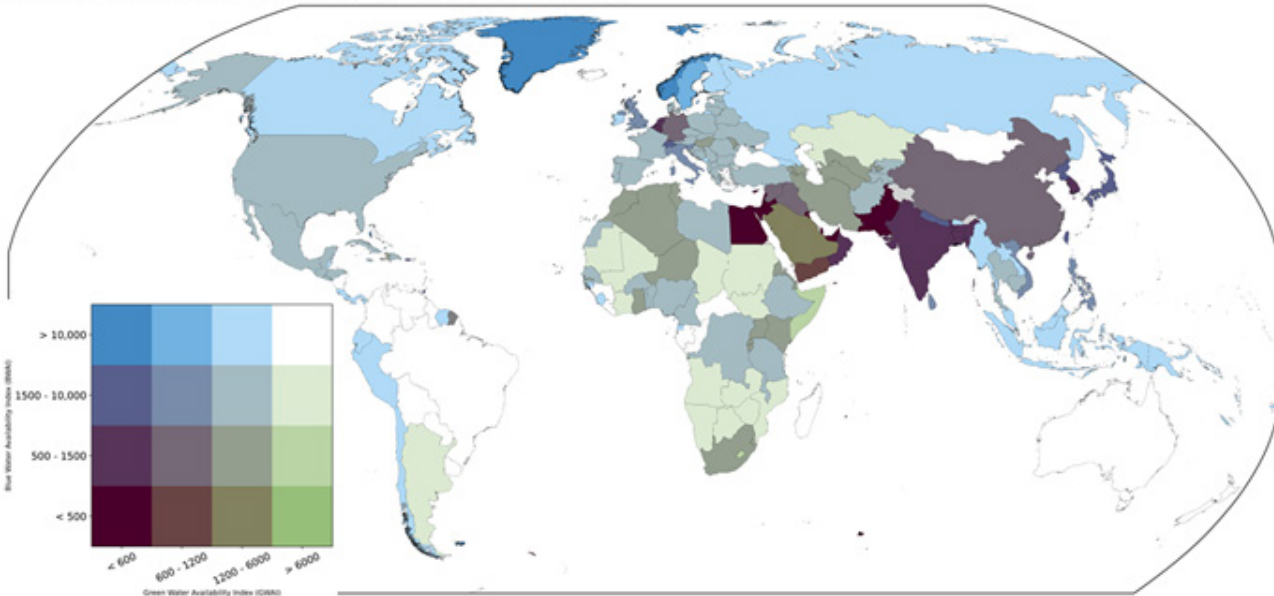 > 10,000
1500 - 10,000
500 - 1500
< 500
Blue Water Availability Index (BWAI)
< 600
600 - 1200
1200 - 6000
> 6000
Green Water Availability Index (GWAI)